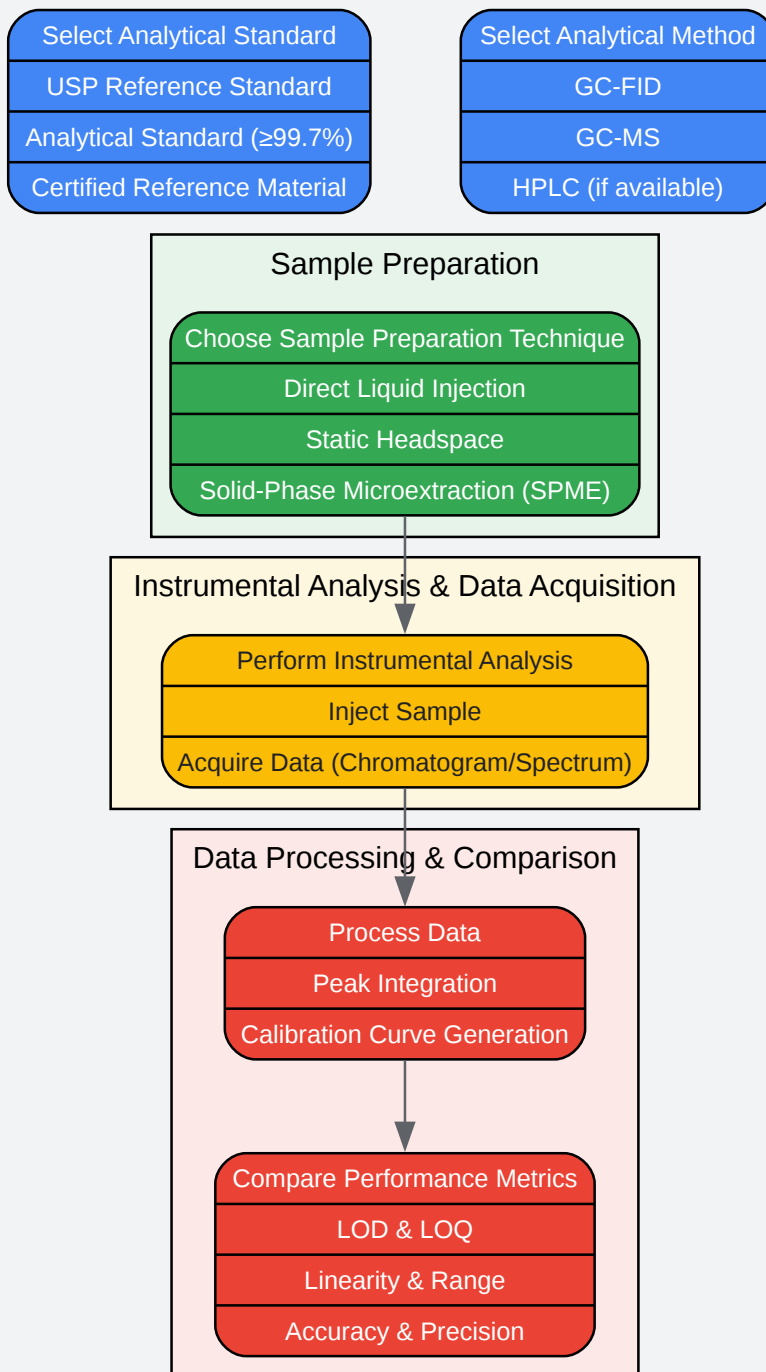 Select Analytical Standard
USP Reference Standard
Analytical Standard (≥99.7%)
Certified Reference Material
Select Analytical Method
GC-FID
GC-MS
HPLC (if available)
Sample Preparation
Choose Sample Preparation Technique
Direct Liquid Injection
Static Headspace
Solid-Phase Microextraction (SPME)
Instrumental Analysis & Data Acquisition
Perform Instrumental Analysis
Inject Sample
Acquire Data (Chromatogram/Spectrum)
Data Processing & Comparison
Process Data
Peak Integration
Calibration Curve Generation
Compare Performance Metrics
LOD & LOQ
Linearity & Range
Accuracy & Precision